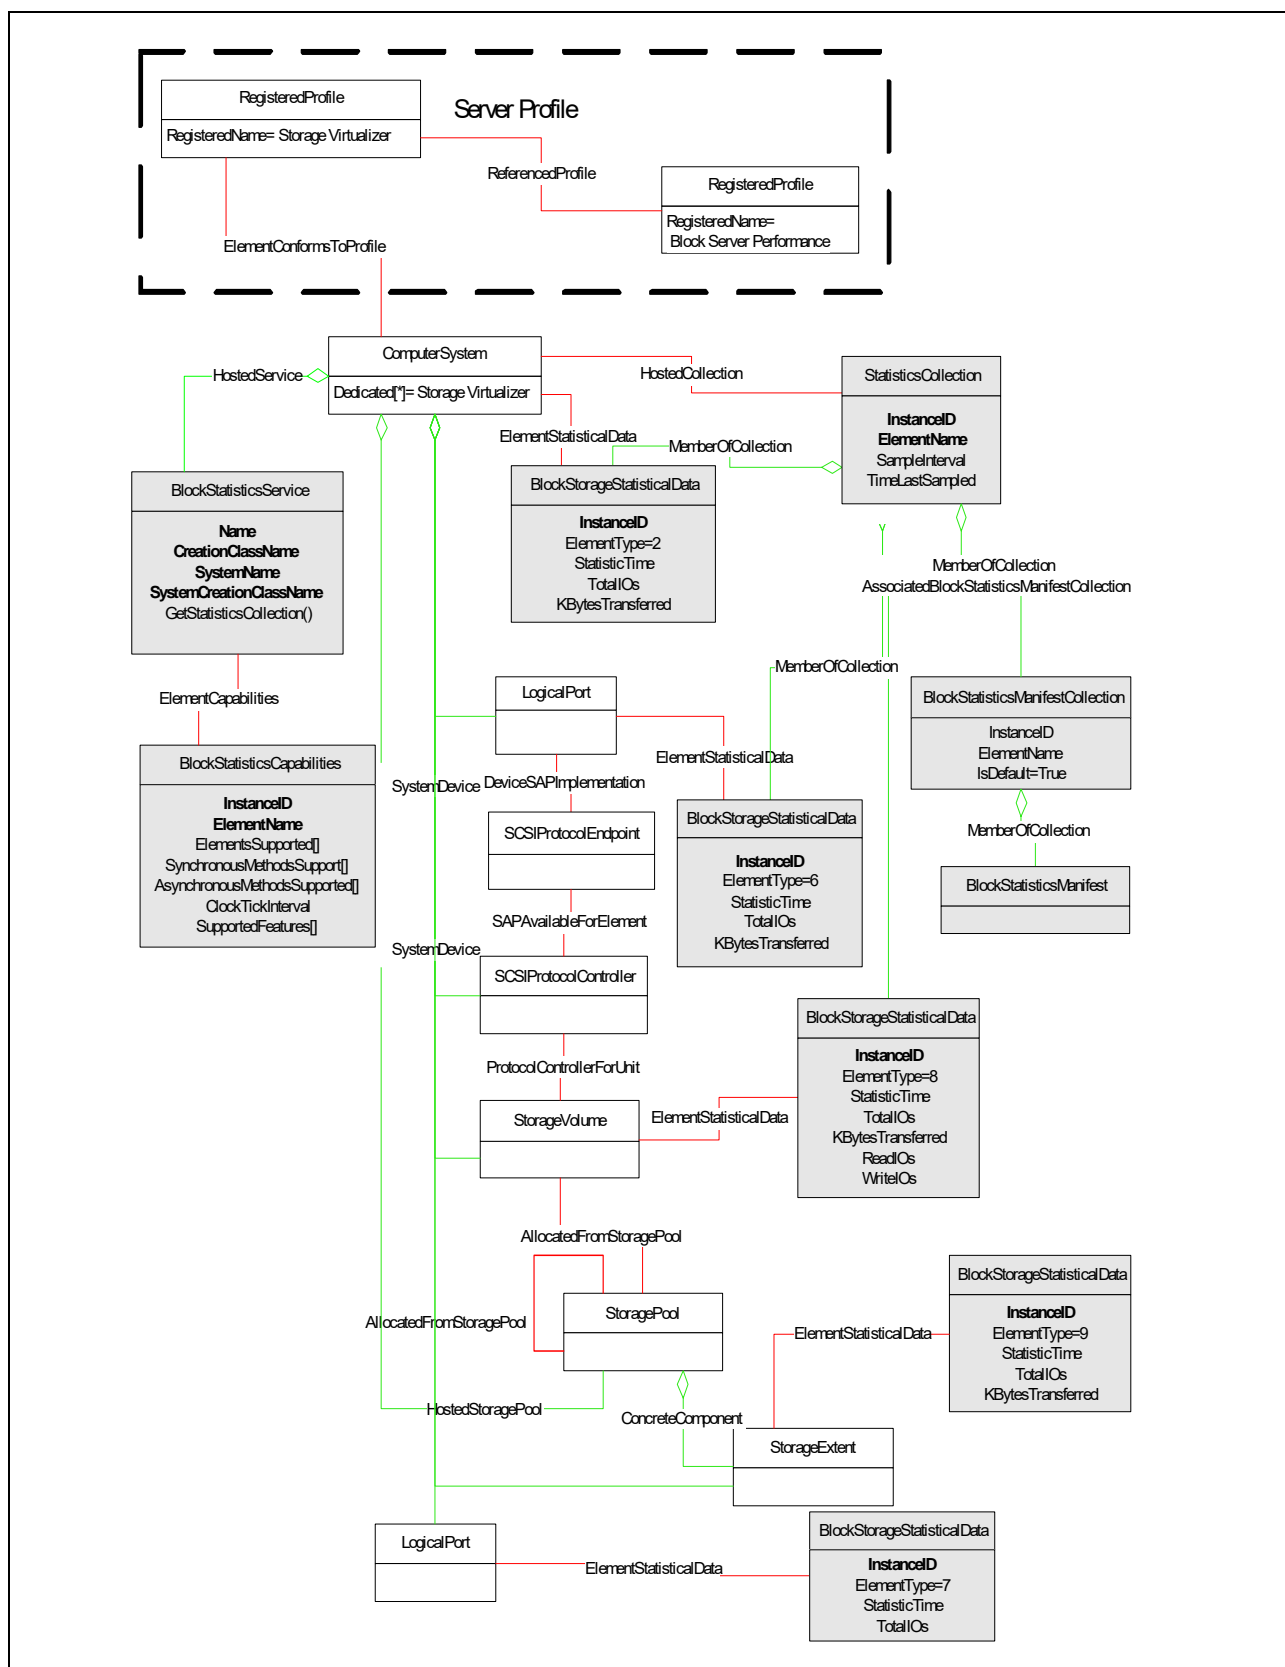 RegisteredProfile
RegisteredName= Storage Virtualizer
Server Profile
ReferencedProfile
RegisteredProfile
RegisteredName=
Block Server Performance
ElementConformsToProfile
ComputerSystem
Dedicated[*]= Storage Virtualizer
HostedService
HostedCollection
StatisticsCollection
InstanceID
ElementName
SampleInterval
TimeLastSampled
ElementStatisticalData
MemberOfCollection
BlockStatisticsService
Name
CreationClassName
SystemName
SystemCreationClassName
GetStatisticsCollection()
BlockStorageStatisticalData
InstanceID
ElementType=2
StatisticTime
TotalIOs
KBytesTransferred
MemberOfCollection
AssociatedBlockStatisticsManifestCollection
ElementCapabilities
MemberOfCollection
LogicalPort
BlockStatisticsManifestCollection
InstanceID
ElementName
IsDefault=True
BlockStatisticsCapabilities
InstanceID
ElementName
ElementsSupported[]
SynchronousMethodsSupport[]
AsynchronousMethodsSupported[]
ClockTickInterval
SupportedFeatures[]
ElementStatisticalData
SystemDevice
DeviceSAPImplementation
BlockStorageStatisticalData
InstanceID
ElementType=6
StatisticTime
TotalIOs
KBytesTransferred
SCSIProtocolEndpoint
MemberOfCollection
BlockStatisticsManifest
SAPAvailableForElement
SystemDevice
SCSIProtocolController
BlockStorageStatisticalData
InstanceID
ElementType=8
StatisticTime
TotalIOs
KBytesTransferred
ReadIOs
WriteIOs
ProtocolControllerForUnit
StorageVolume
ElementStatisticalData
AllocatedFromStoragePool
StoragePool
AllocatedFromStoragePool
BlockStorageStatisticalData
InstanceID
ElementType=9
StatisticTime
TotalIOs
KBytesTransferred
ElementStatisticalData
HostedStoragePool
ConcreteComponent
StorageExtent
LogicalPort
ElementStatisticalData
BlockStorageStatisticalData
InstanceID
ElementType=7
StatisticTime
TotalIOs